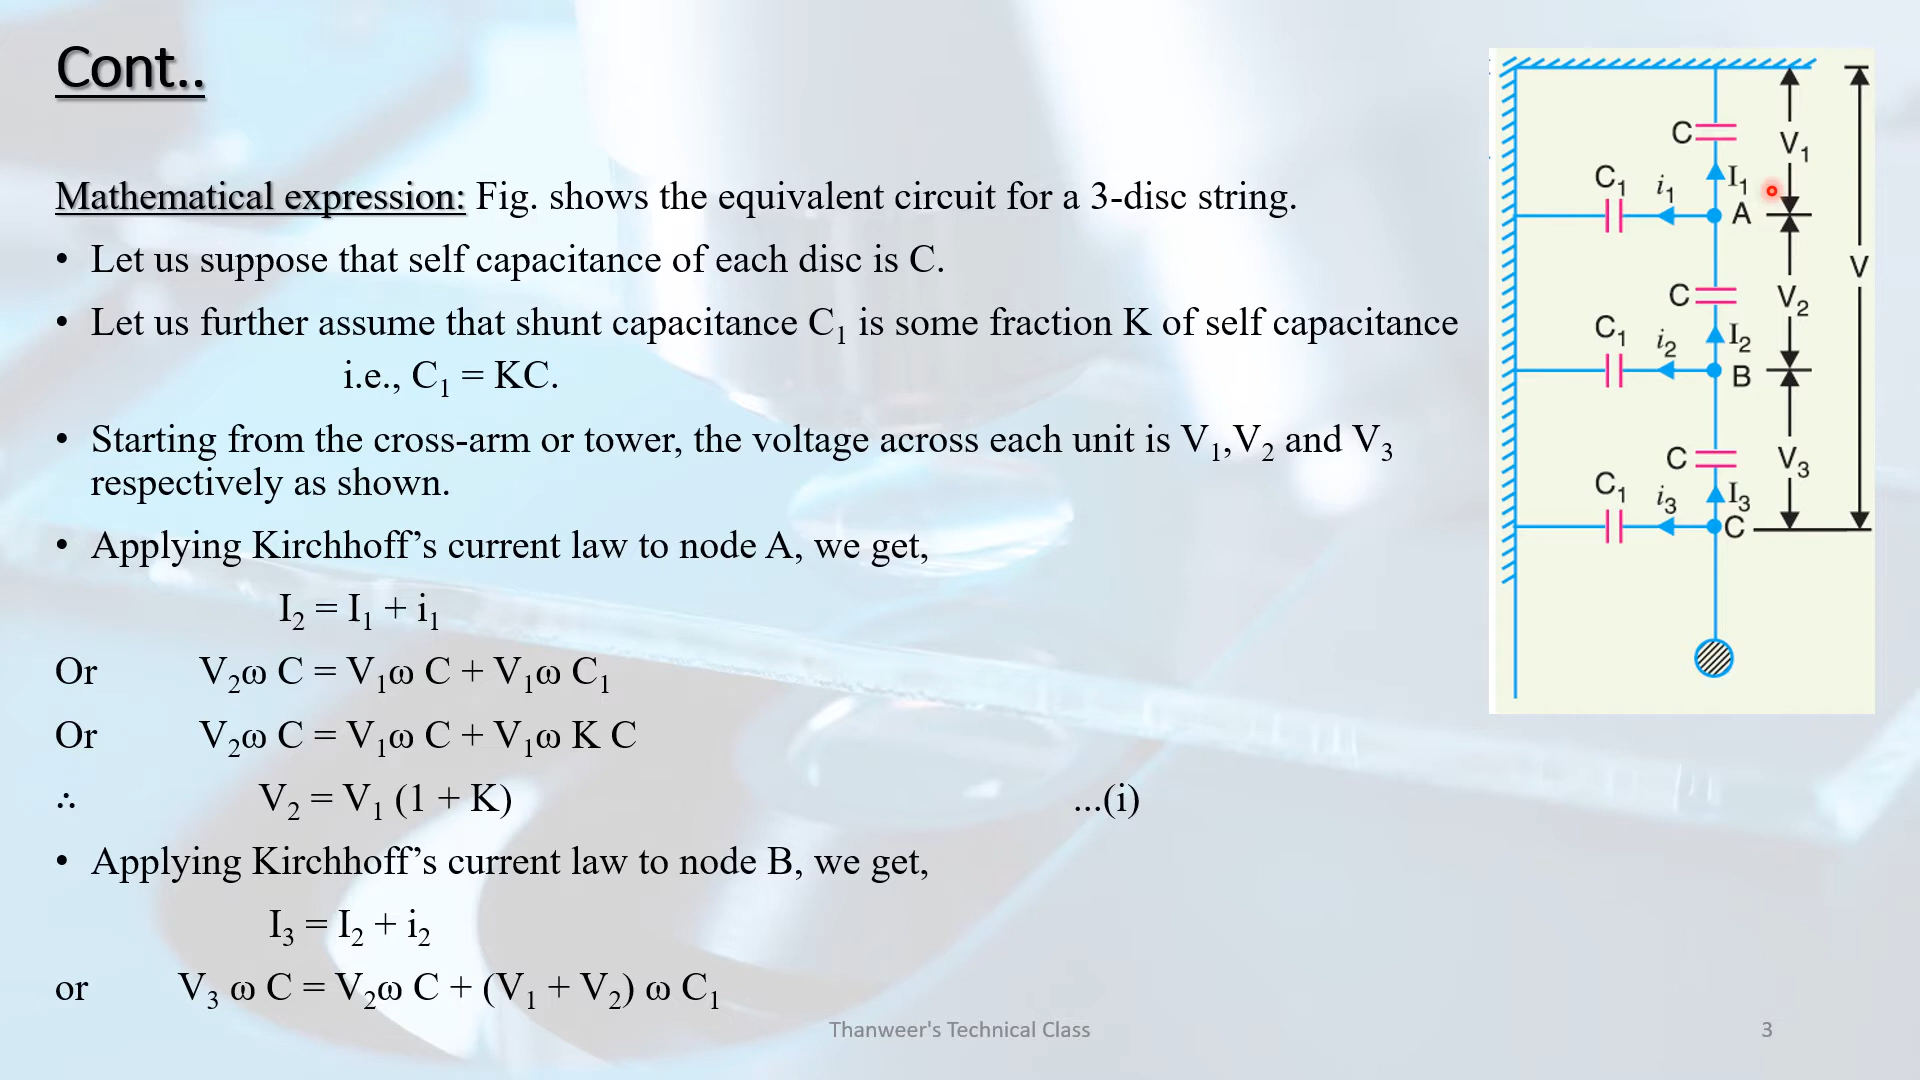 Cont..
Mathematical expression: Fig. shows the equivalent circuit for a 3-disc string.
• Let us suppose that self capacitance of each disc is C.
• Let us further assume that shunt capacitance C₁ is some fraction K of self capacitance
i.e., C₁ = KC.
• Starting from the cross-arm or tower, the voltage across each unit is V₁,V₂ and V₃
respectively as shown.
• Applying Kirchhoff’s current law to node A, we get,
I₂ = I₁ + i₁
Or V₂ω C = V₁ω C + V₁ω C₁
Or V₂ω C = V₁ω C + V₁ω K C
∴ V₂ = V₁ (1 + K) ...(i)
• Applying Kirchhoff’s current law to node B, we get,
I₃ = I₂ + i₂
or V₃ ω C = V₂ω C + (V₁ + V₂) ω C₁
C V₁
C₁ i₁ I₁
A
V
C V₂
C₁ i₂ I₂
B
C V₃
C₁ i₃ I₃
C
Thanweer's Technical Class 3